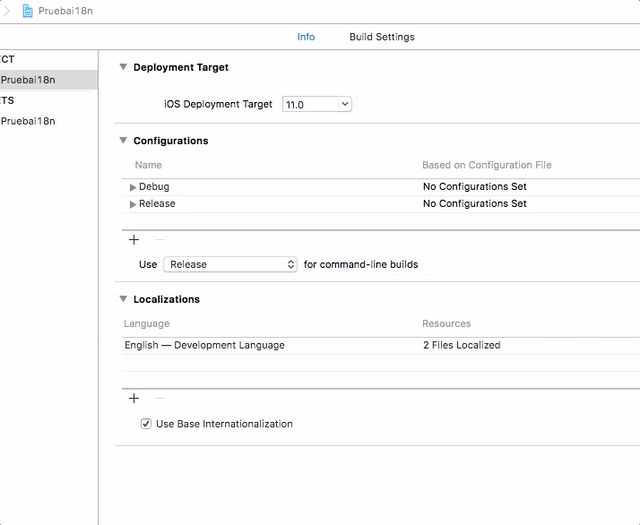 Pruebai18n
Info Build Settings
ECT
Pruebai18n
ETS
Pruebai18n
Deployment Target
iOS Deployment Target 11.0
Configurations
Name Based on Configuration File
Debug No Configurations Set
Release No Configurations Set
Use Release for command-line builds
Localizations
Language Resources
English — Development Language 2 Files Localized
Use Base Internationalization